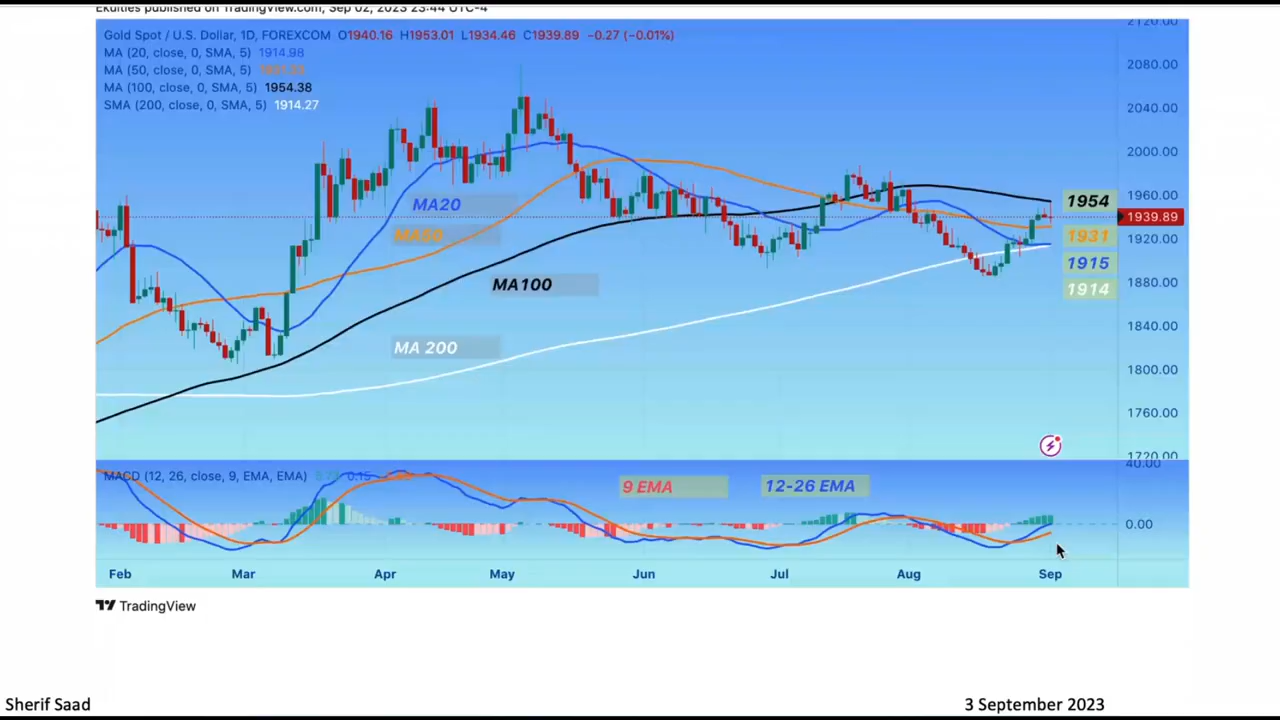 Ekuities published on TradingView.com, Sep 02, 2023 23:44 UTC-4
Gold Spot / U.S. Dollar, 1D, FOREXCOM O1940.16 H1953.01 L1934.46 C1939.89 −0.27 (−0.01%)
MA (20, close, 0, SMA, 5) 1914.98
MA (50, close, 0, SMA, 5)
MA (100, close, 0, SMA, 5) 1954.38
SMA (200, close, 0, SMA, 5) 1914.27
2120.00
2080.00
2040.00
2000.00
1960.00
1954
1939.89
1931
1920.00
1915
1914
1880.00
1840.00
1800.00
1760.00
1720.00
MA20
MA50
MA100
MA 200
MACD (12, 26, close, 9, EMA, EMA) 0.15
9 EMA
12-26 EMA
40.00
0.00
Feb Mar Apr May Jun Jul Aug Sep
TradingView
Sherif Saad
3 September 2023